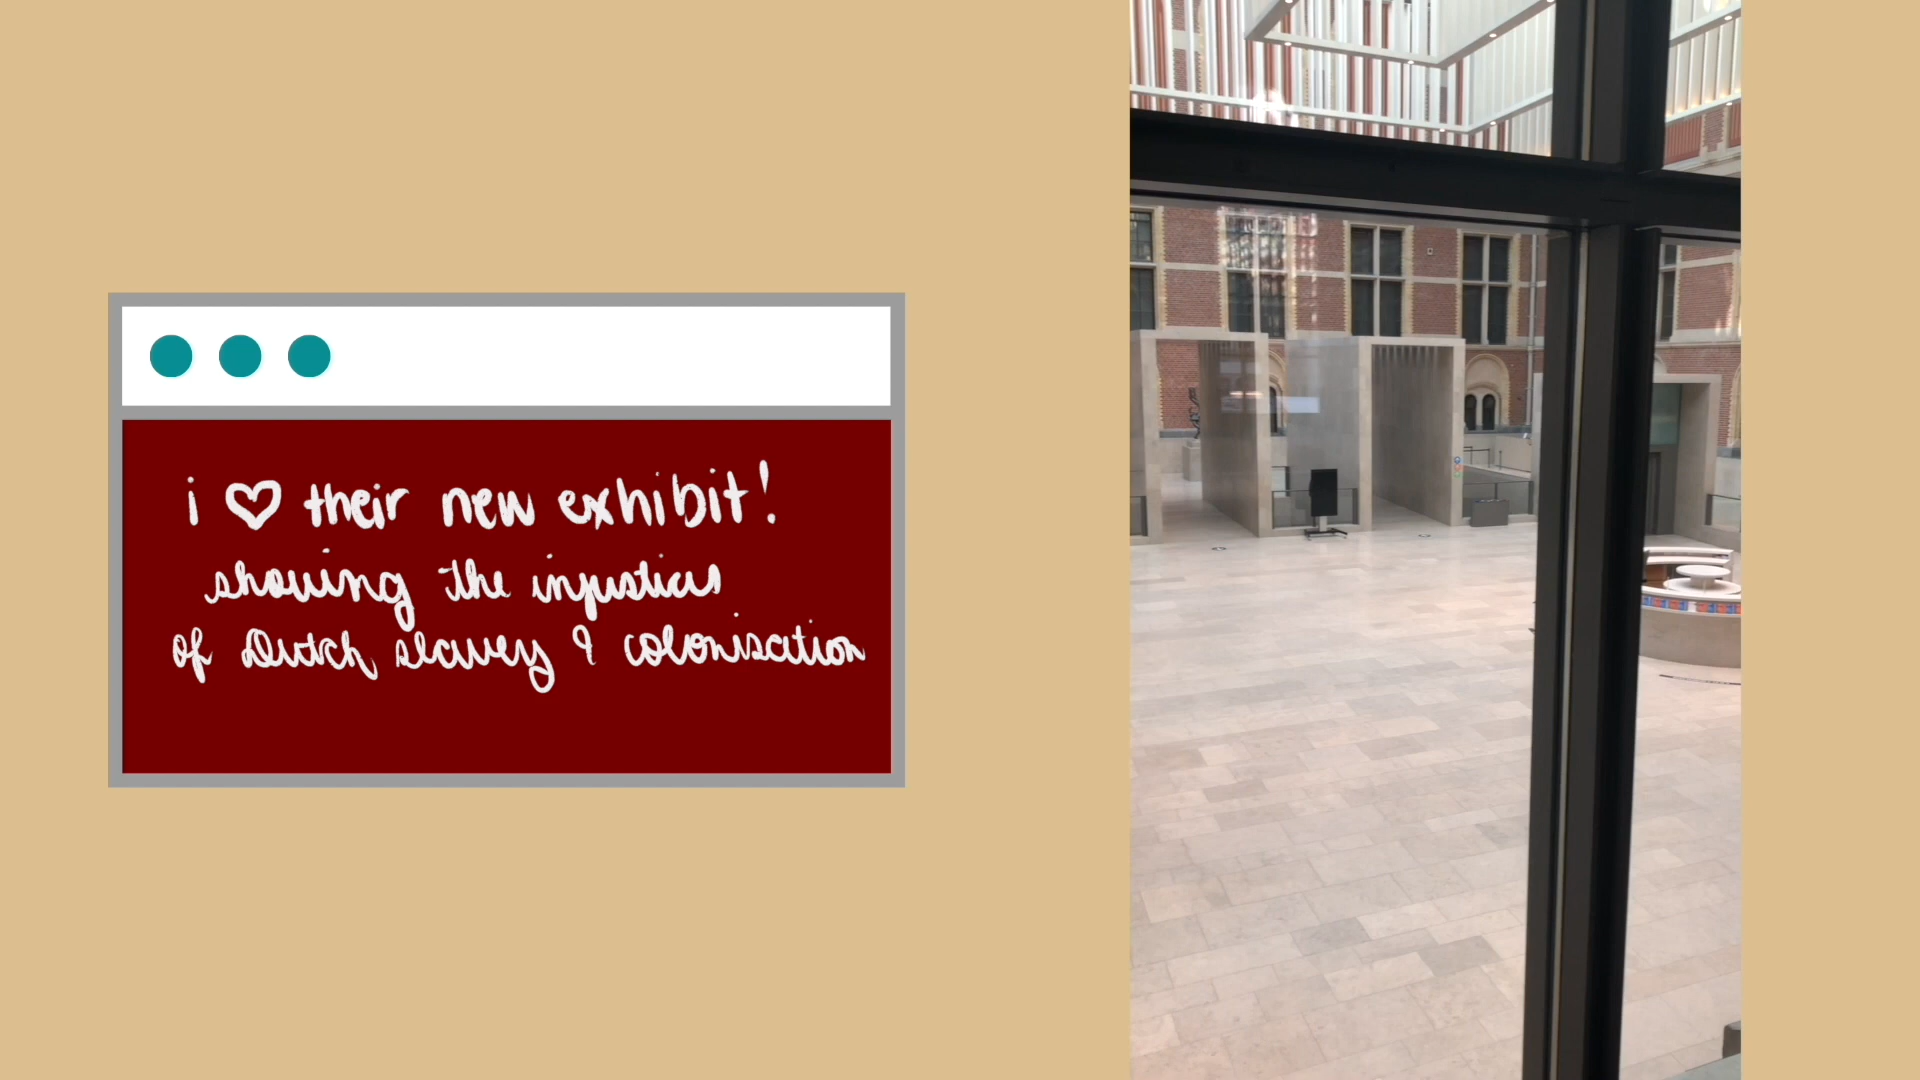 i ♡ their new exhibit!
showing the injustices
of Dutch slavery & colonisation